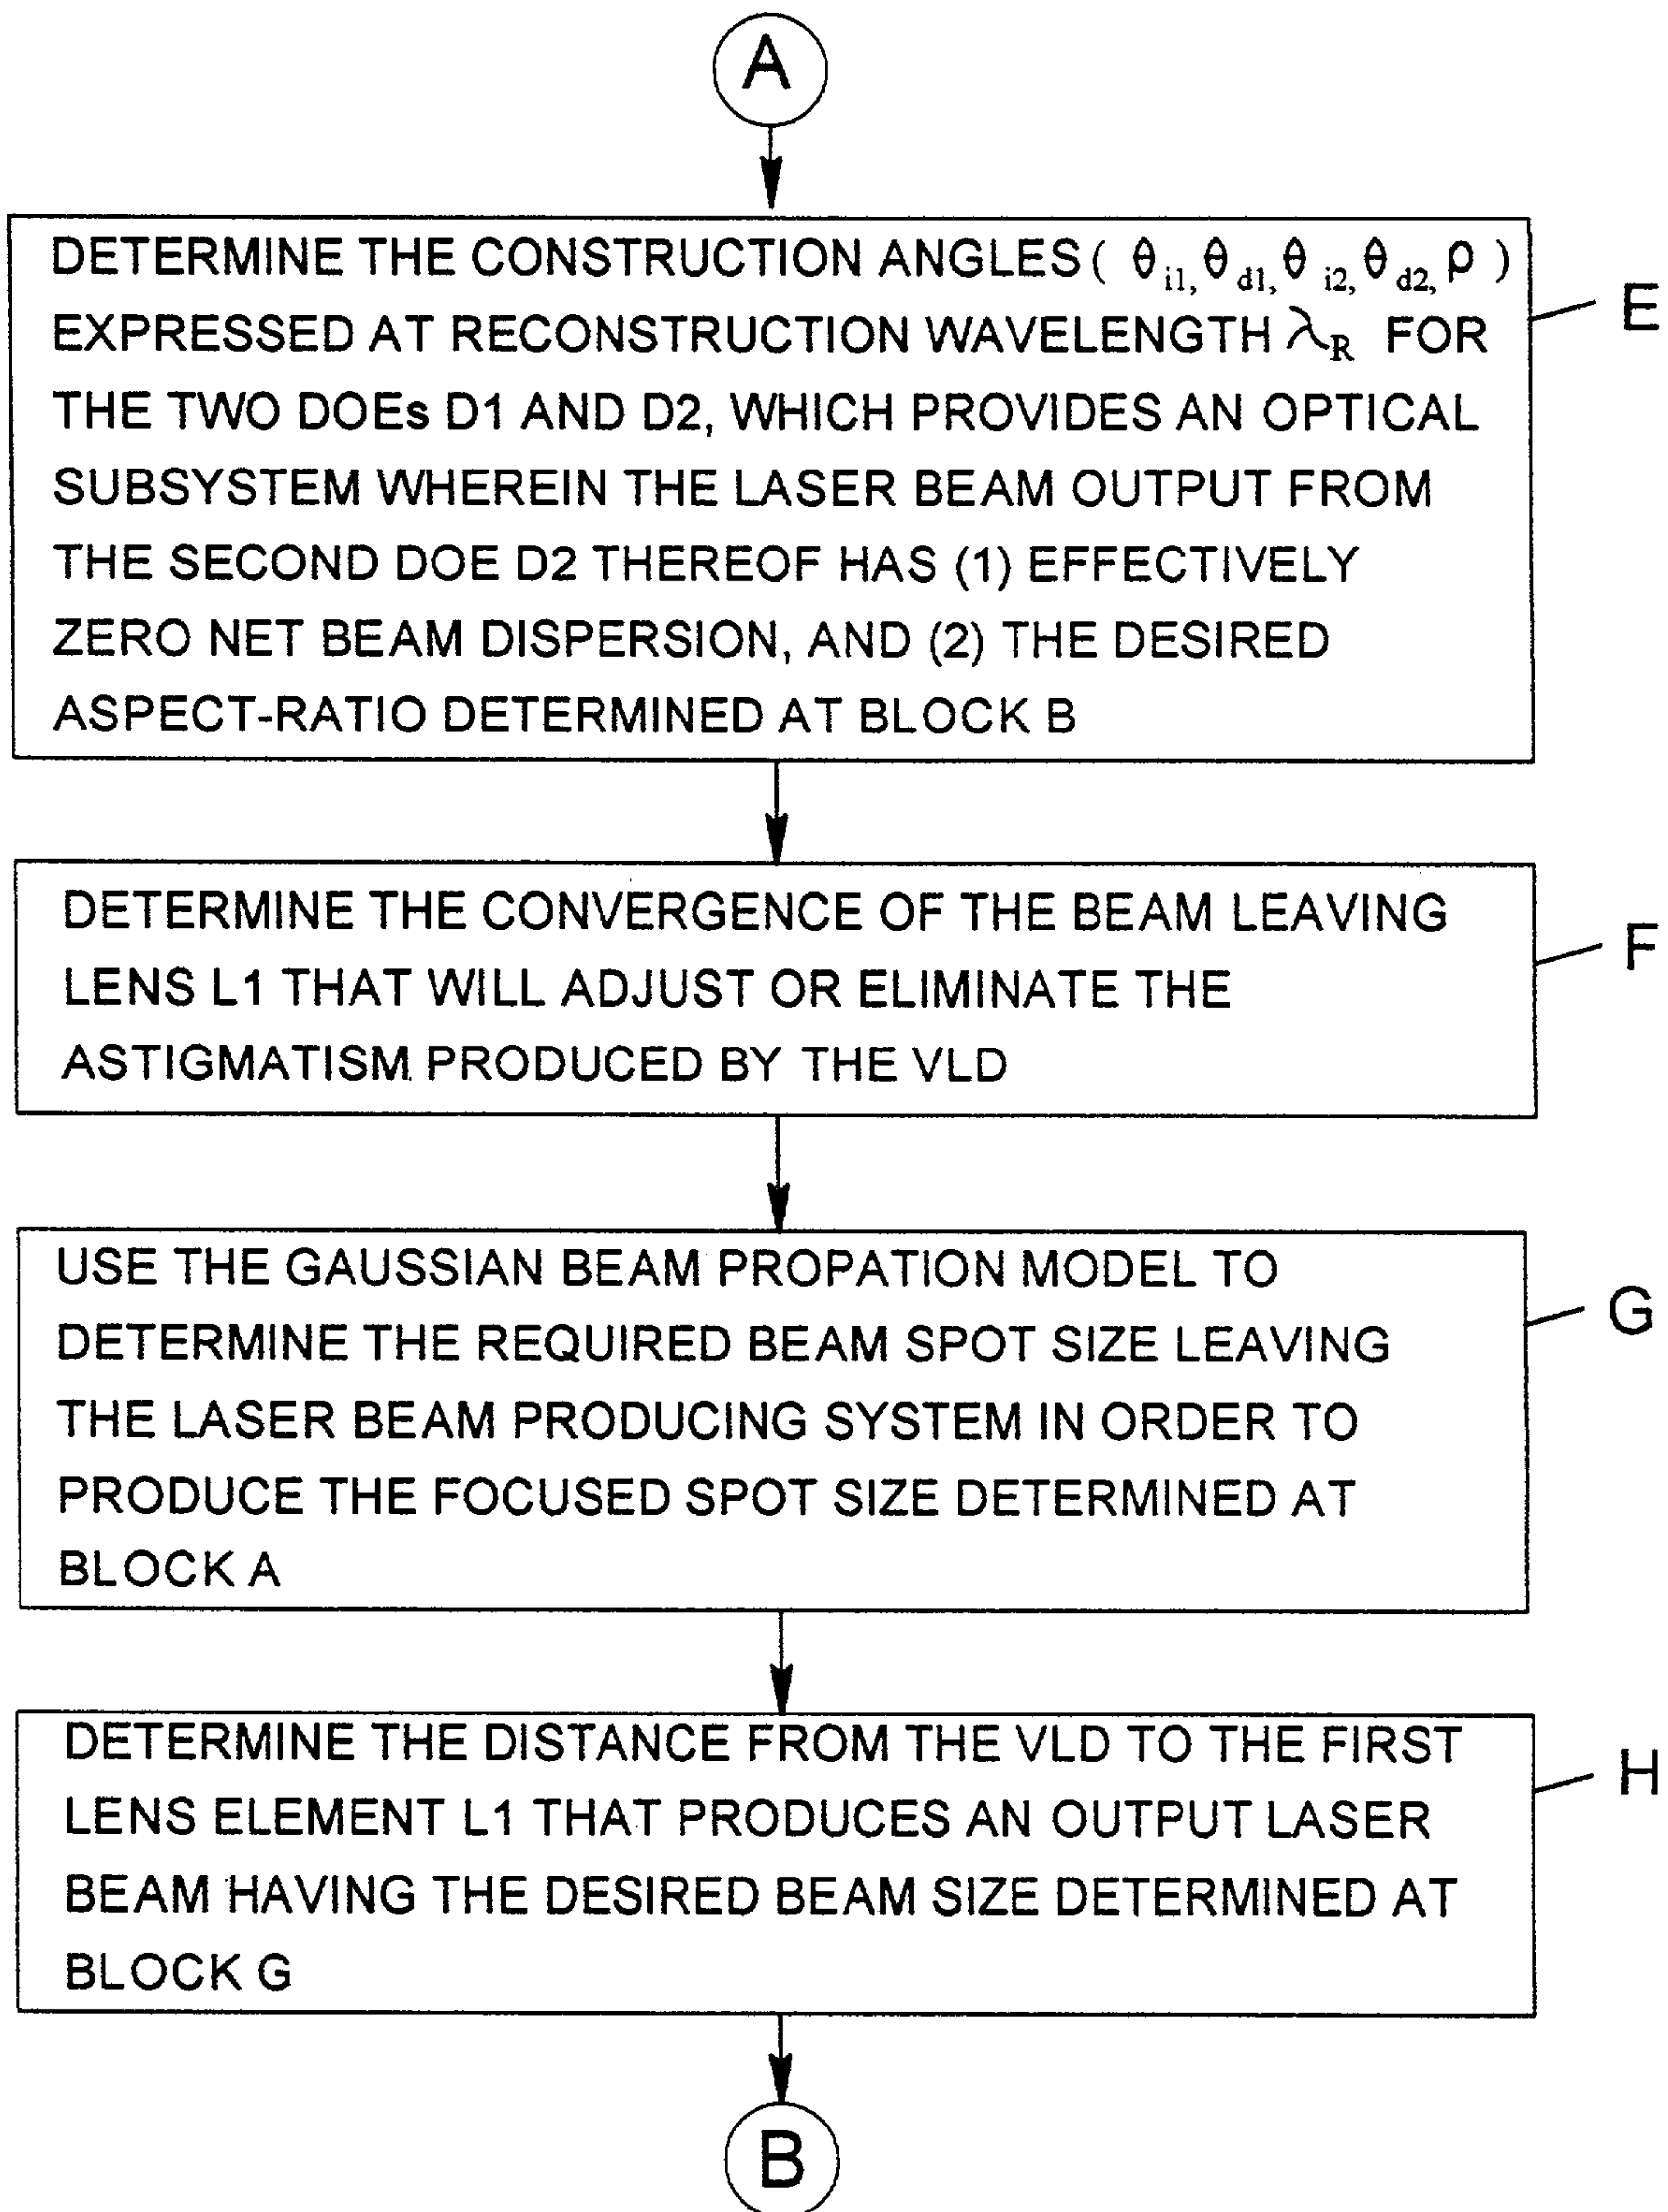 A
DETERMINE THE CONSTRUCTION ANGLES ( θi1, θd1, θi2, θd2, ρ )
EXPRESSED AT RECONSTRUCTION WAVELENGTH λR FOR
THE TWO DOEs D1 AND D2, WHICH PROVIDES AN OPTICAL
SUBSYSTEM WHEREIN THE LASER BEAM OUTPUT FROM
THE SECOND DOE D2 THEREOF HAS (1) EFFECTIVELY
ZERO NET BEAM DISPERSION, AND (2) THE DESIRED
ASPECT-RATIO DETERMINED AT BLOCK B
E
DETERMINE THE CONVERGENCE OF THE BEAM LEAVING
LENS L1 THAT WILL ADJUST OR ELIMINATE THE
ASTIGMATISM PRODUCED BY THE VLD
F
USE THE GAUSSIAN BEAM PROPATION MODEL TO
DETERMINE THE REQUIRED BEAM SPOT SIZE LEAVING
THE LASER BEAM PRODUCING SYSTEM IN ORDER TO
PRODUCE THE FOCUSED SPOT SIZE DETERMINED AT
BLOCK A
G
DETERMINE THE DISTANCE FROM THE VLD TO THE FIRST
LENS ELEMENT L1 THAT PRODUCES AN OUTPUT LASER
BEAM HAVING THE DESIRED BEAM SIZE DETERMINED AT
BLOCK G
H
B